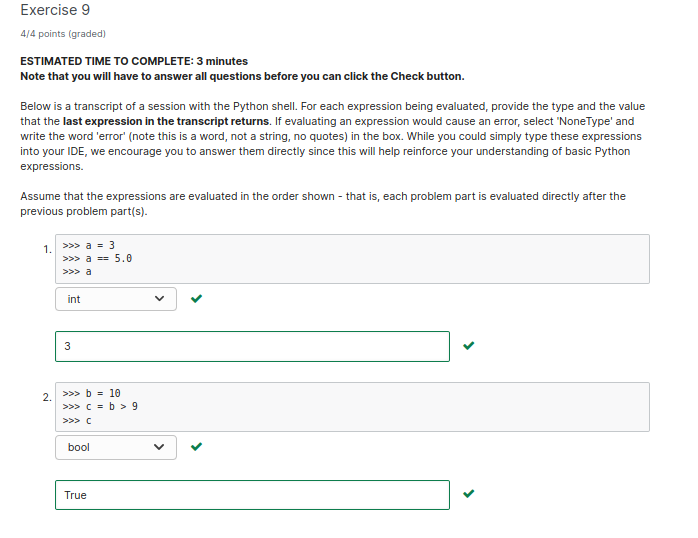 Exercise 9
4/4 points (graded)
ESTIMATED TIME TO COMPLETE: 3 minutes
Note that you will have to answer all questions before you can click the Check button.
Below is a transcript of a session with the Python shell. For each expression being evaluated, provide the type and the value
that the last expression in the transcript returns. If evaluating an expression would cause an error, select 'NoneType' and
write the word 'error' (note this is a word, not a string, no quotes) in the box. While you could simply type these expressions
into your IDE, we encourage you to answer them directly since this will help reinforce your understanding of basic Python
expressions.
Assume that the expressions are evaluated in the order shown - that is, each problem part is evaluated directly after the
previous problem part(s).
1. >>> a = 3
>>> a == 5.0
>>> a
int
3
2. >>> b = 10
>>> c = b > 9
>>> c
bool
True